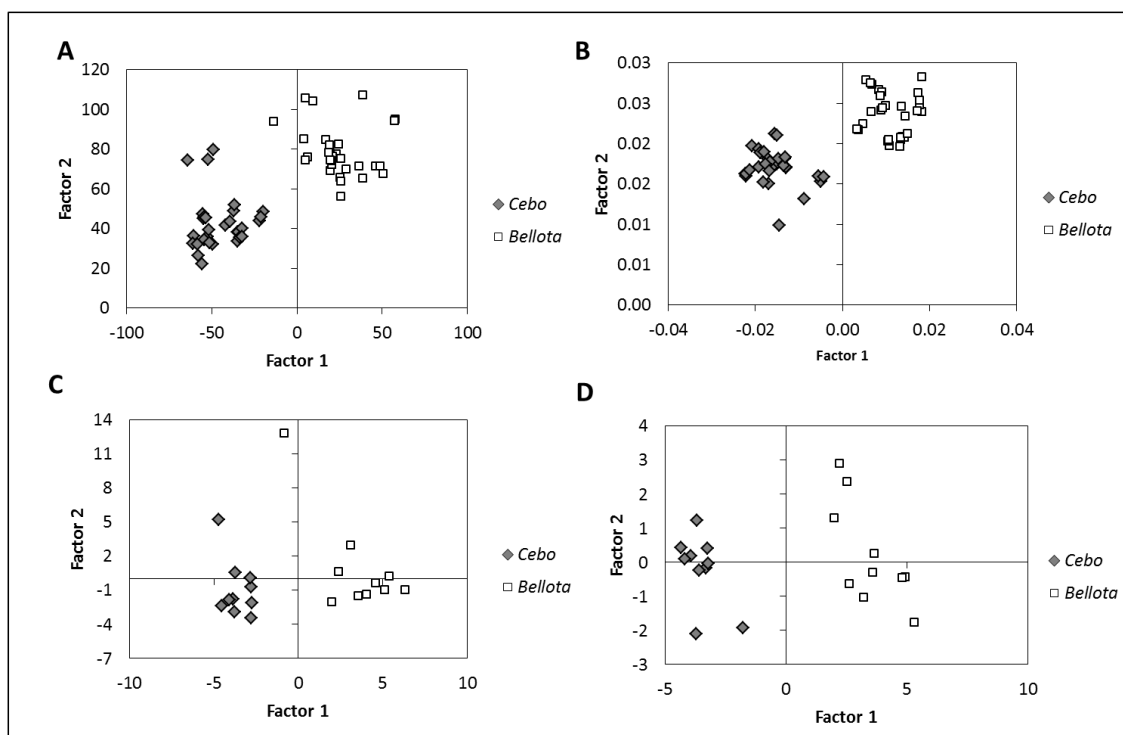 A
120
100
80
60
40
20
0
-100 -50 0 50 100
Factor 2
Factor 1
Cebo
Bellota
B
0.03
0.03
0.02
0.02
0.01
0.01
0.00
-0.04 -0.02 0.00 0.02 0.04
Factor 2
Factor 1
Cebo
Bellota
C
14
11
8
5
2
-1
-4
-7
-10 -5 0 5 10
Factor 2
Factor 1
Cebo
Bellota
D
4
3
2
1
0
-1
-2
-3
-5 0 5 10
Factor 2
Factor 1
Cebo
Bellota